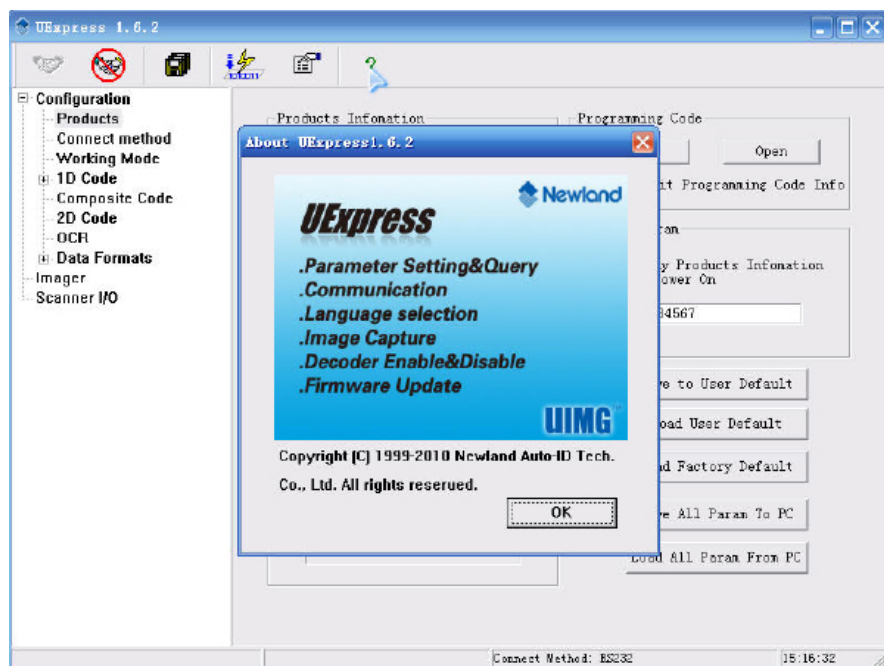 UExpress 1.6.2
Configuration
Products
Connect method
Working Mode
1D Code
Composite Code
2D Code
OCR
Data Formats
Imager
Scanner I/O
Products Infomation
Programming Code
Open
it Programming Code Info
y Products Infomation
ower On
34567
e to User Default
oad User Default
d Factory Default
e All Param To PC
Load All Param From PC
About UExpress1.6.2
Newland
UExpress
.Parameter Setting&Query
.Communication
.Language selection
.Image Capture
.Decoder Enable&Disable
.Firmware Update
UIMG
Copyright (C) 1999-2010 Newland Auto-ID Tech.
Co., Ltd. All rights reserued.
OK
Connect Method: RS232
15:16:32